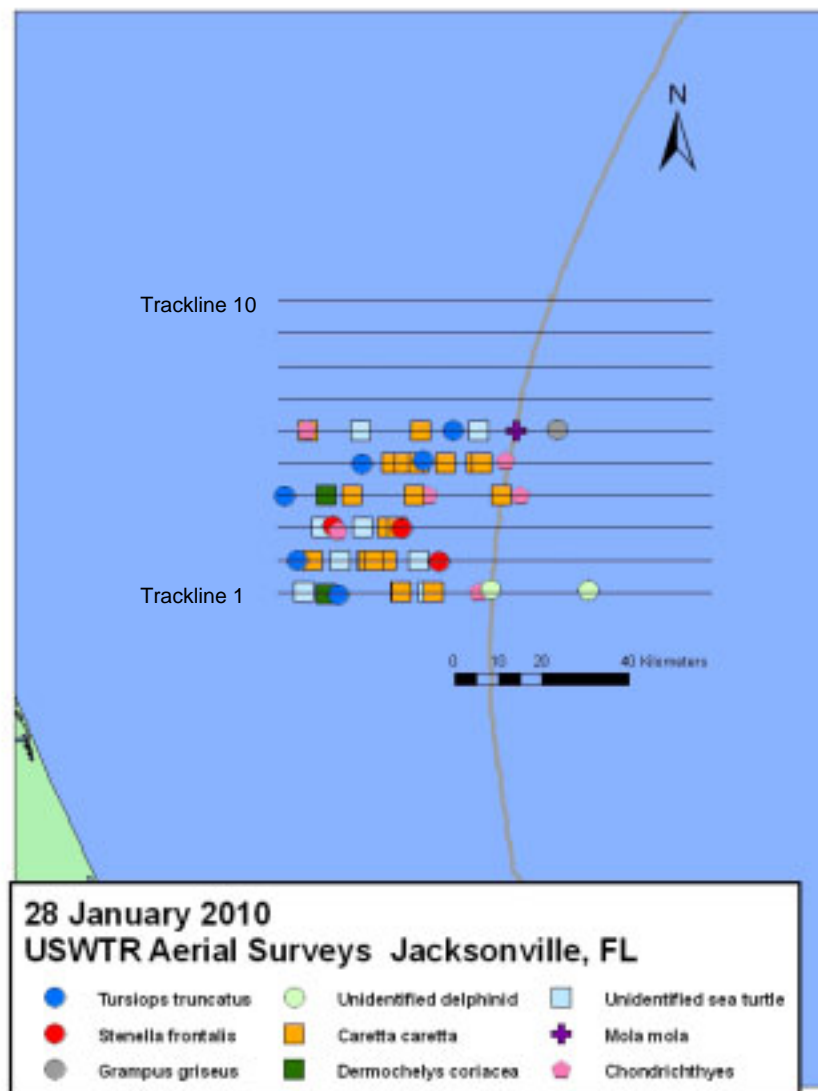 N
Trackline 10
Trackline 1
0 10 20 40 Kilometers
28 January 2010
USWTR Aerial Surveys Jacksonville, FL
Tursiops truncatus Unidentified delphinid Unidentified sea turtle
Stenella frontalis Caretta caretta Mola mola
Grampus griseus Dermochelys coriacea Chondrichthyes